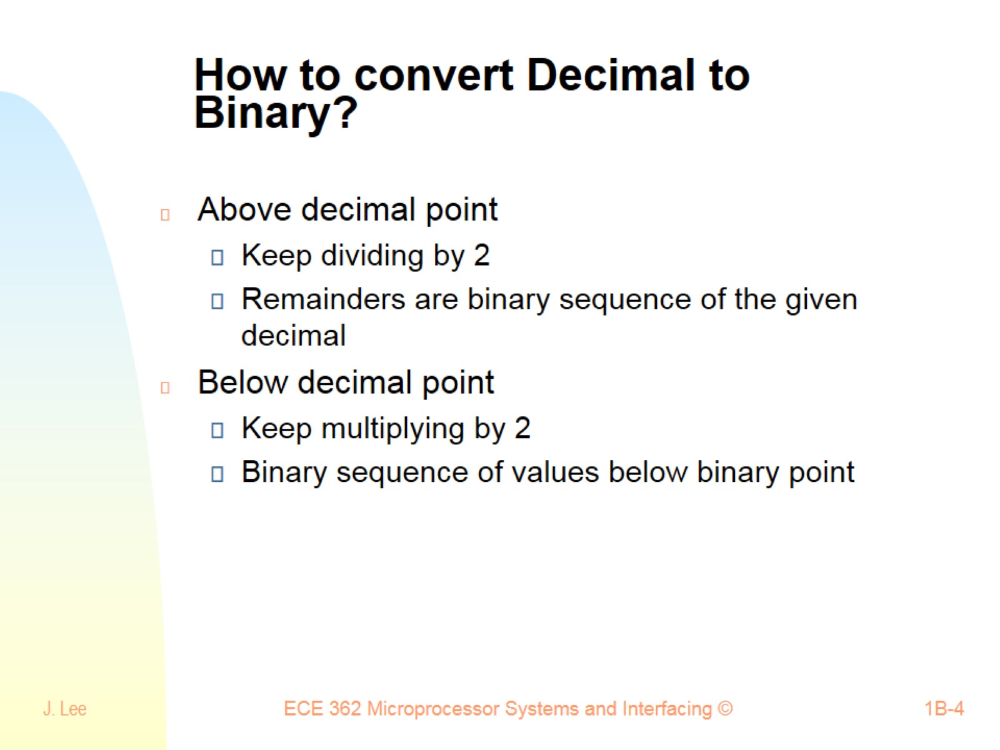 How to convert Decimal to
Binary?
Above decimal point
Keep dividing by 2
Remainders are binary sequence of the given
decimal
Below decimal point
Keep multiplying by 2
Binary sequence of values below binary point
J. Lee
ECE 362 Microprocessor Systems and Interfacing ©
1B-4